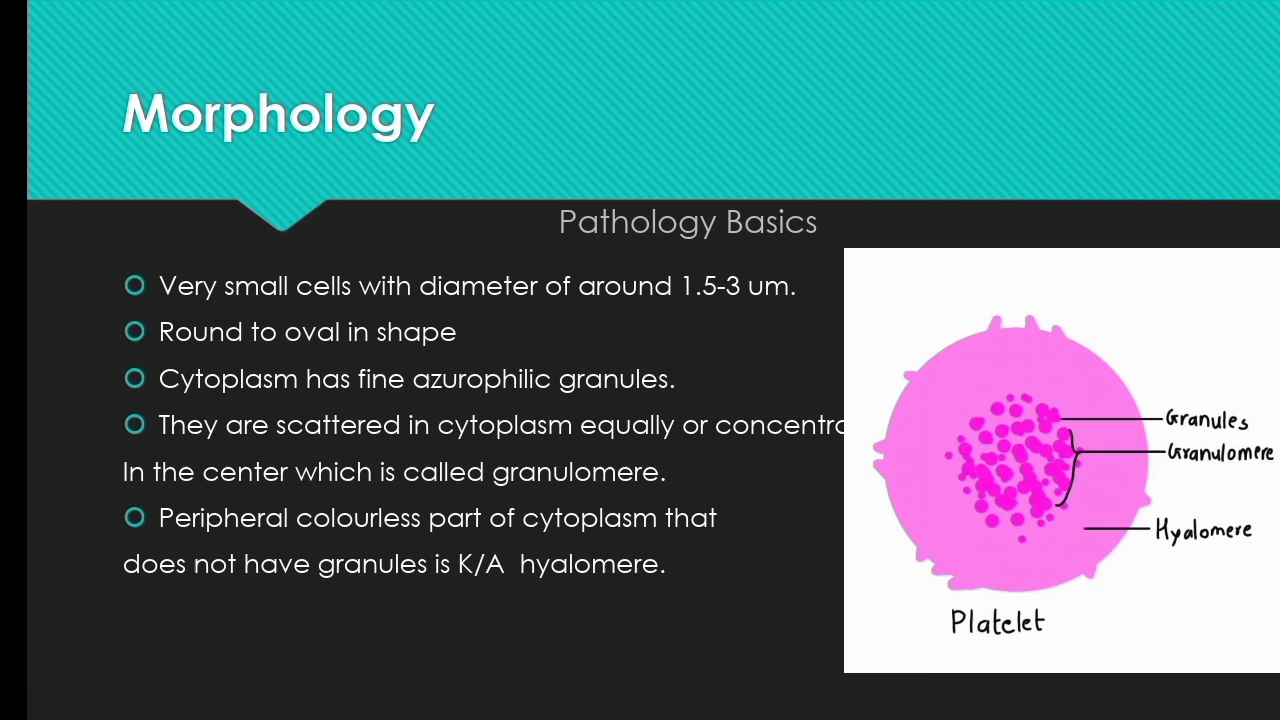 Morphology
Pathology Basics
Very small cells with diameter of around 1.5-3 um.
Round to oval in shape
Cytoplasm has fine azurophilic granules.
They are scattered in cytoplasm equally or
In the center which is called granulomere.
Peripheral colourless part of cytoplasm that
does not have granules is K/A hyalomere.
Granules
Granulomere
Hyalomere
Platelet